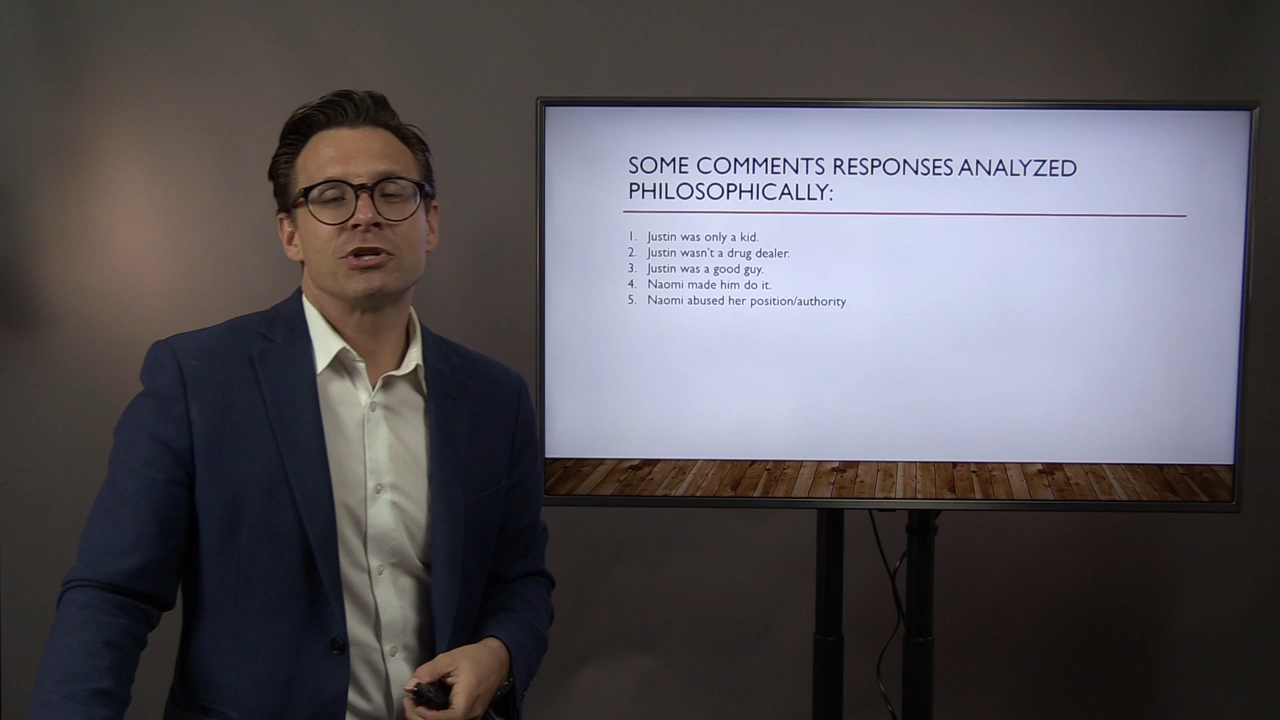 SOME COMMENTS RESPONSES ANALYZED
PHILOSOPHICALLY:
1. Justin was only a kid.
2. Justin wasn't a drug dealer.
3. Justin was a good guy.
4. Naomi made him do it.
5. Naomi abused her position/authority